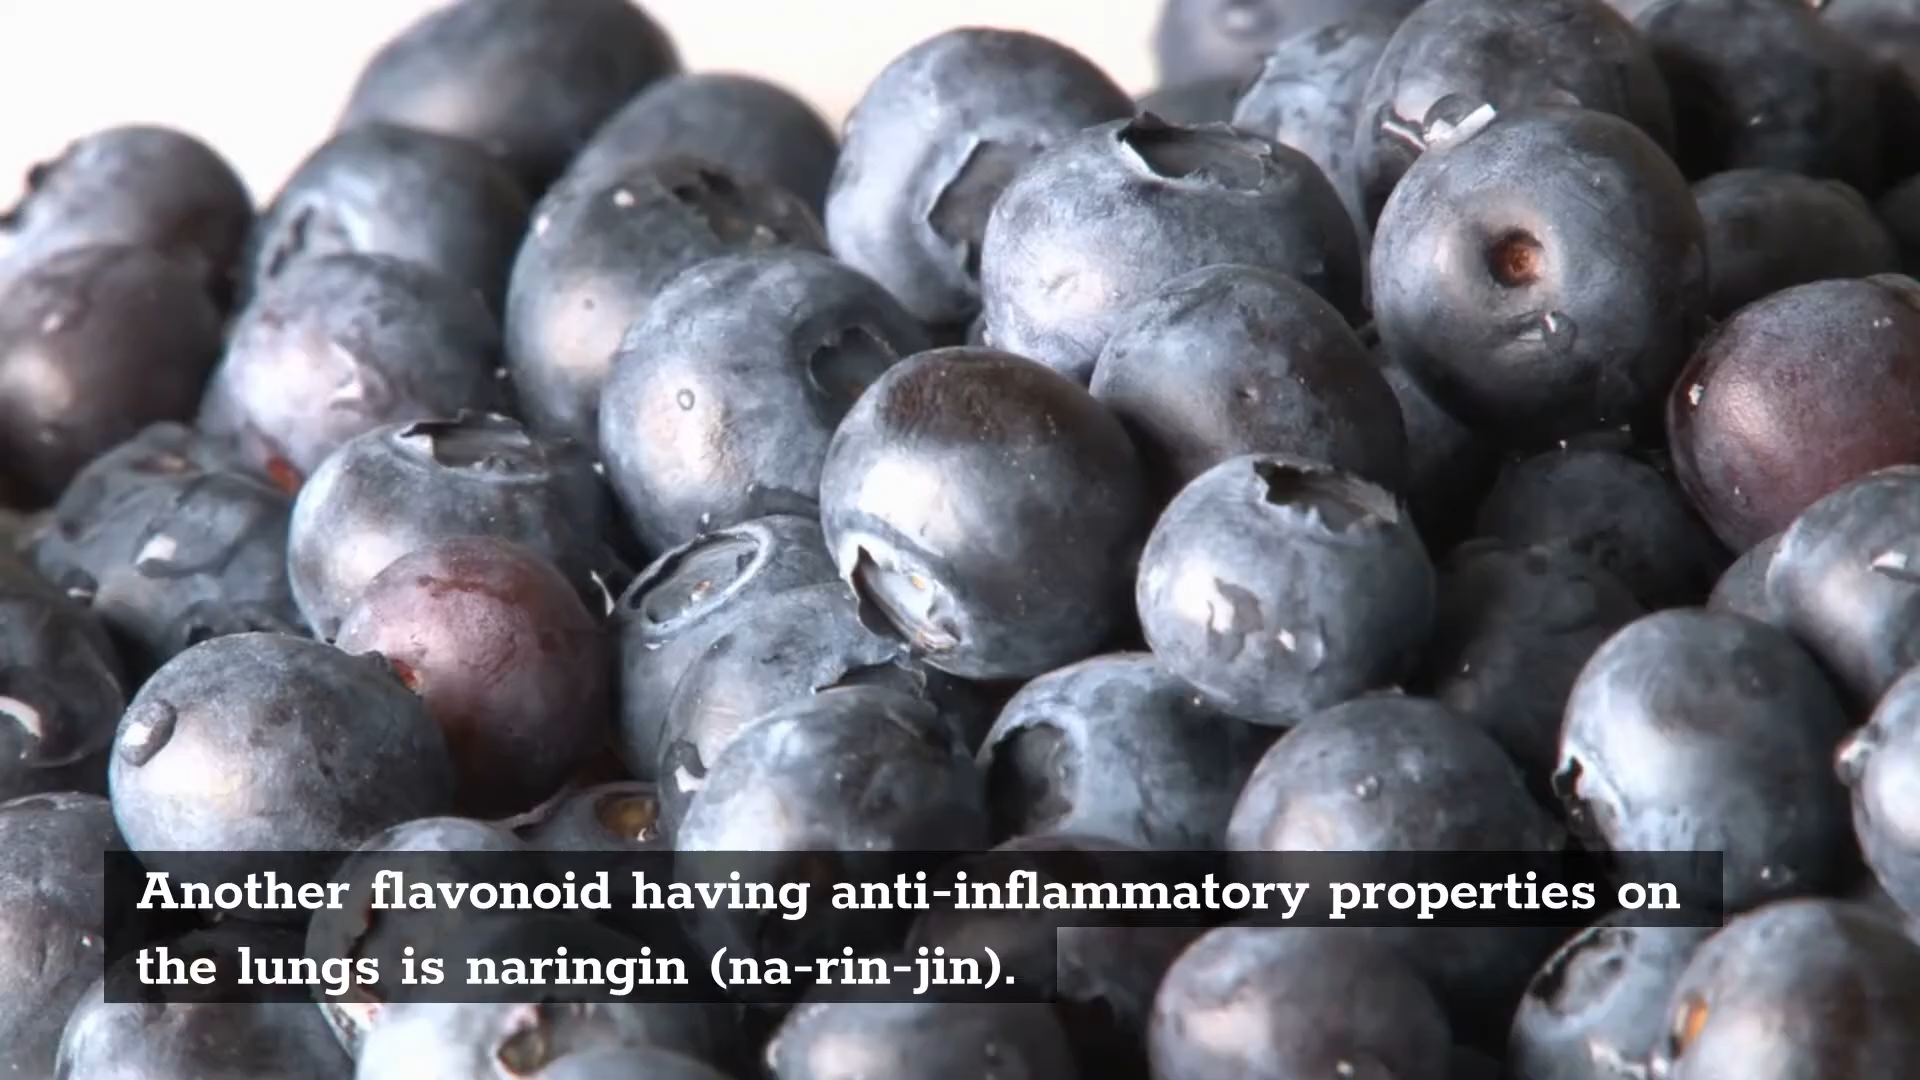 Another flavonoid having anti-inflammatory properties on
the lungs is naringin (na-rin-jin).